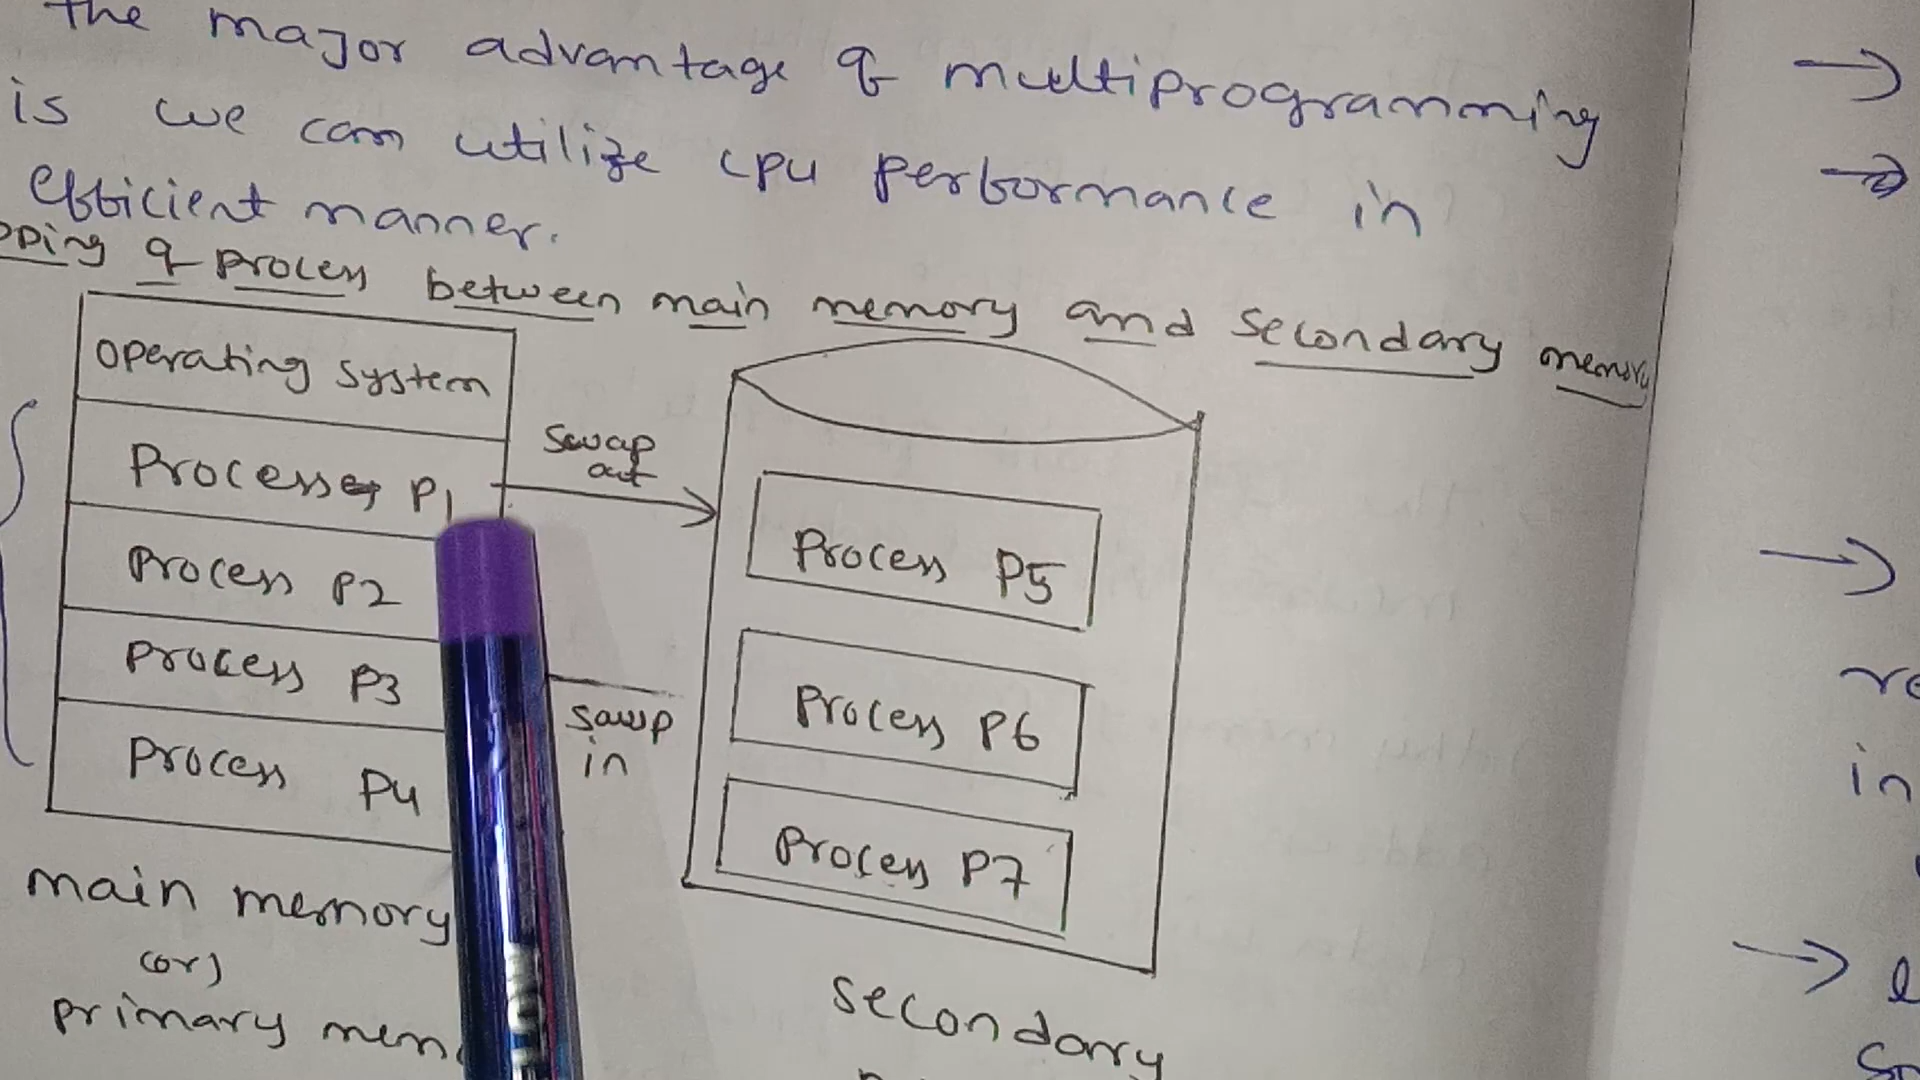 The major advantage of multiprogramming
is we can utilize cpu performance in
efficient manner.
of process between main memory and secondary memory
operating system
Processes P1
Process P2
Process P3
Process P4
main memory
(or)
primary
swap
out
sawp
in
Process P5
Process P6
Process P7
secondary
in